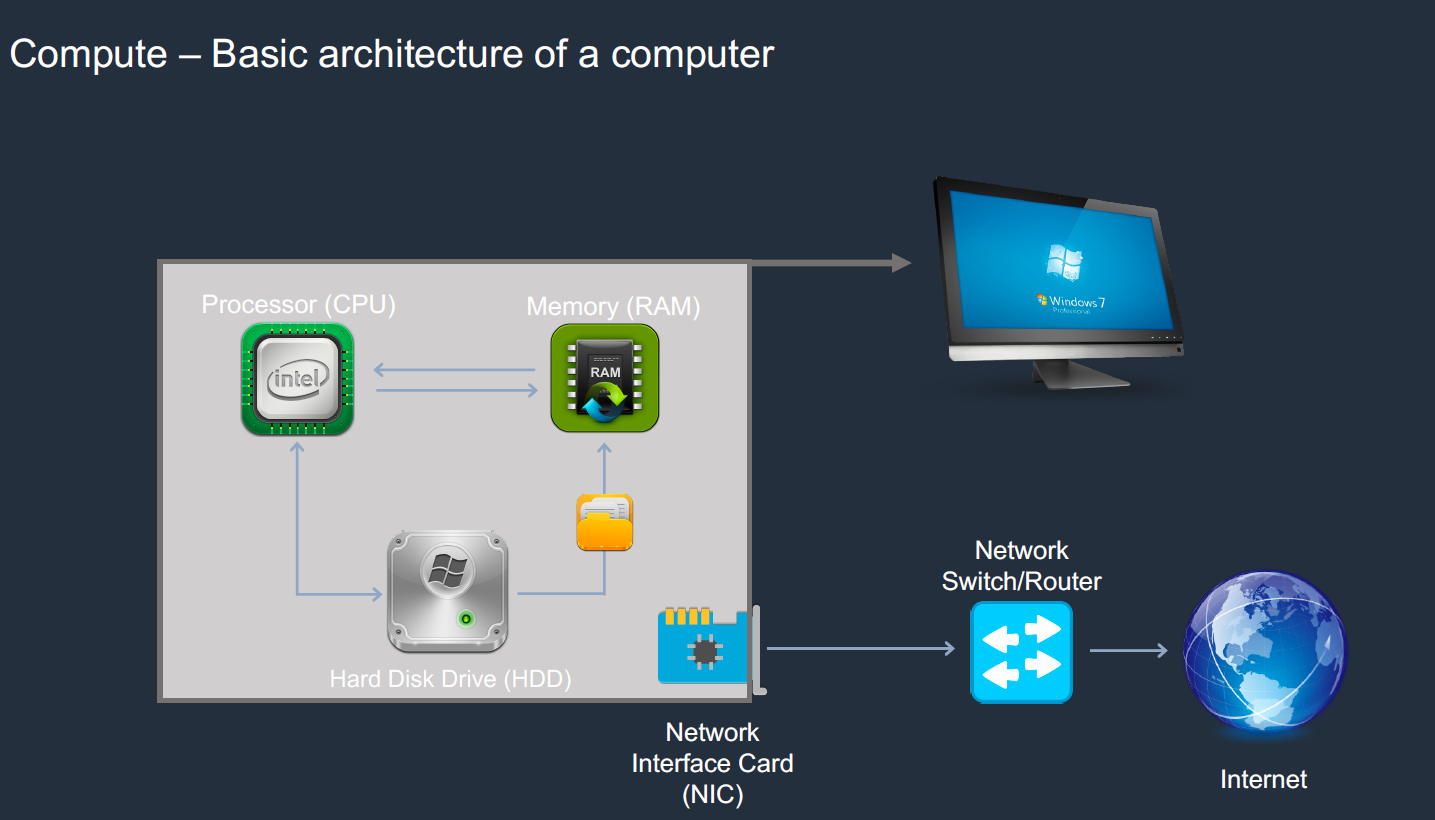 Compute – Basic architecture of a computer
Processor (CPU)
Memory (RAM)
intel
RAM
Windows 7
Professional
Hard Disk Drive (HDD)
Network
Interface Card
(NIC)
Network
Switch/Router
Internet